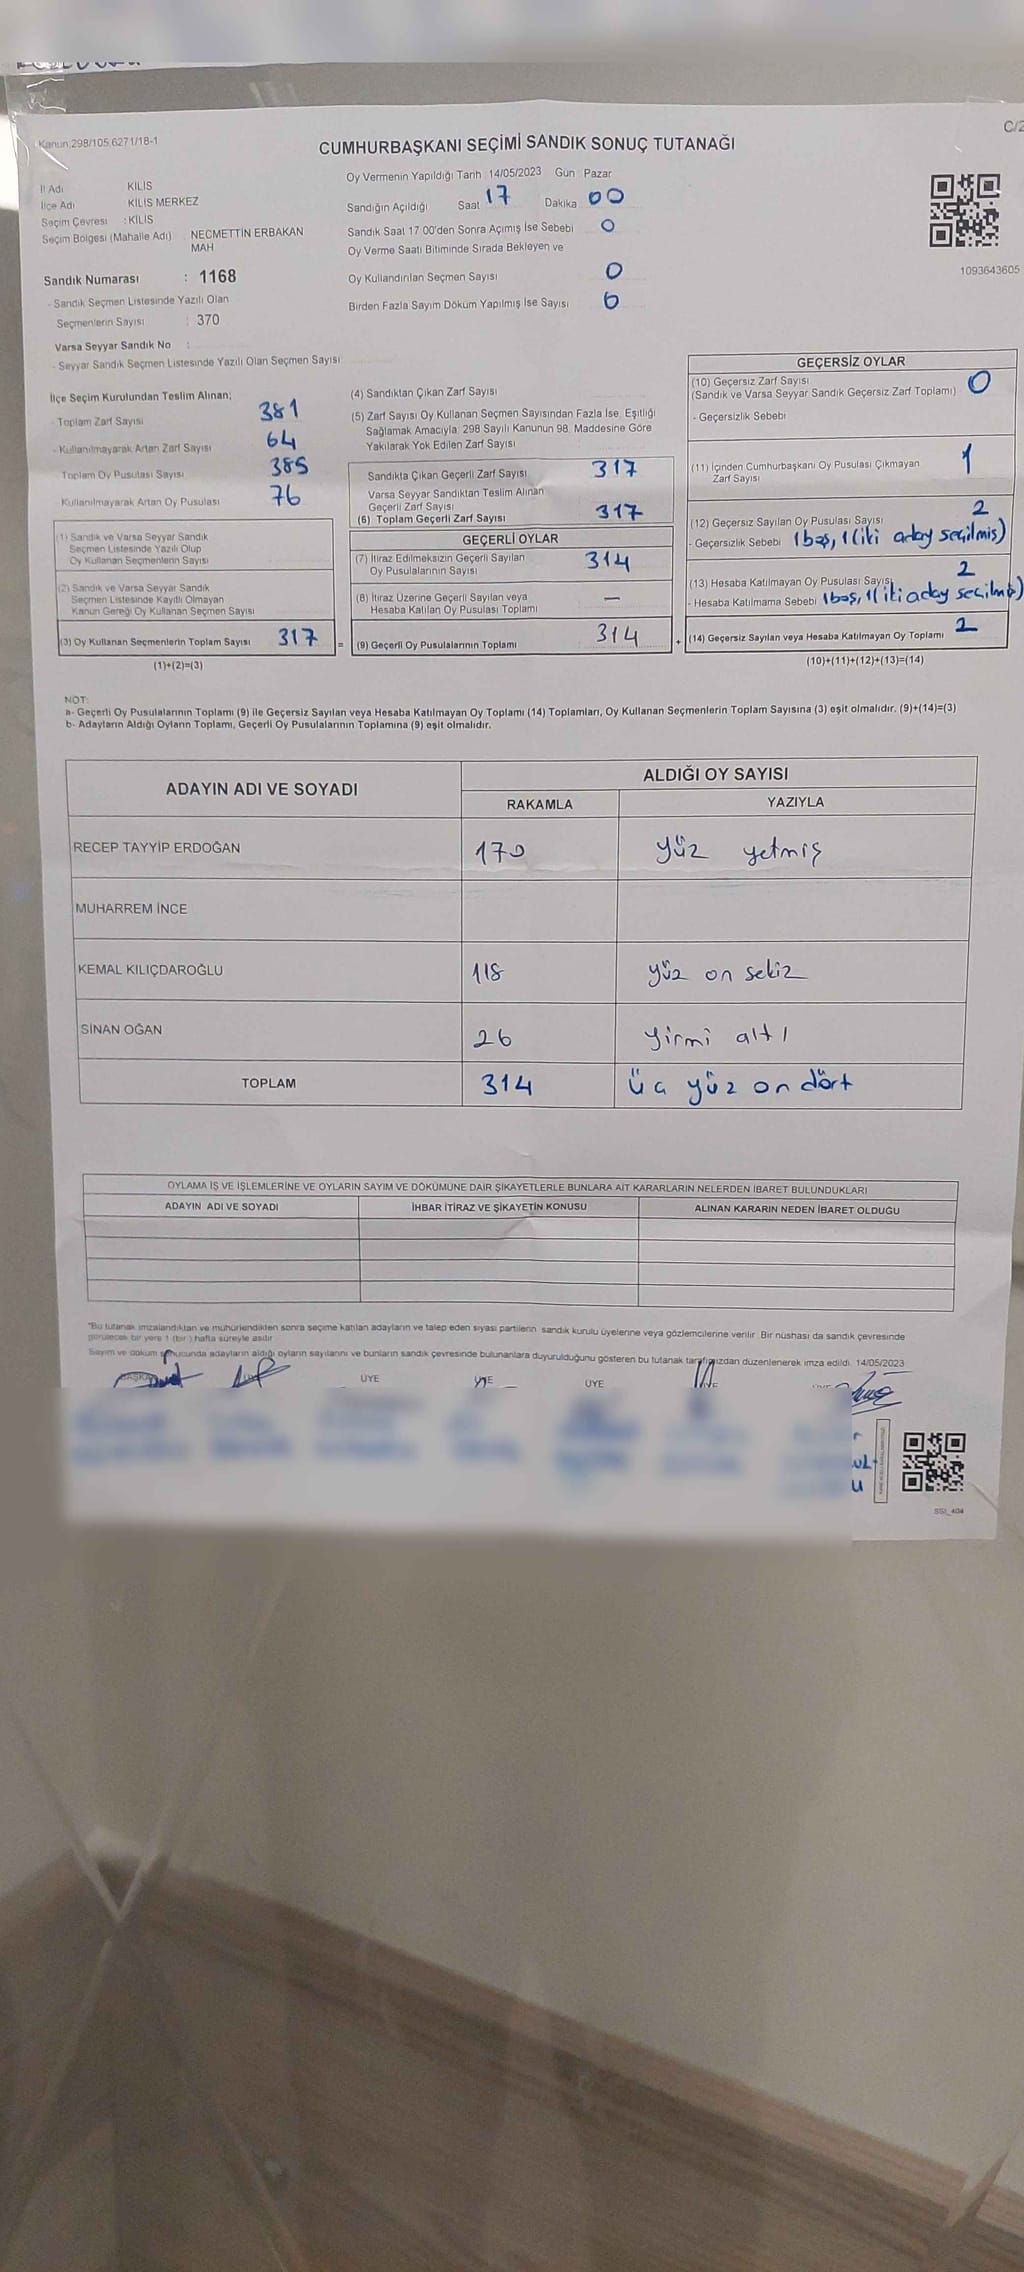 Kanun.298/105,6271/18-1
C/2
CUMHURBAŞKANI SEÇİMİ SANDIK SONUÇ TUTANAĞI
İl Adı KİLİS
İlçe Adı KİLİS MERKEZ
Seçim Çevresi : KİLİS
Seçim Bölgesi (Mahalle Adı) NECMETTİN ERBAKAN
MAH
Sandık Numarası : 1168
- Sandık Seçmen Listesinde Yazılı Olan
Seçmenlerin Sayısı : 370
Varsa Seyyar Sandık No :
- Seyyar Sandık Seçmen Listesinde Yazılı Olan Seçmen Sayısı
Oy Vermenin Yapıldığı Tarih 14/05/2023 Gün Pazar
Sandığın Açıldığı Saat 17 Dakika 00
Sandık Saat 17:00'den Sonra Açımış İse Sebebi 0
Oy Verme Saati Bitiminde Sırada Bekleyen ve
Oy Kullandırılan Seçmen Sayısı 0
Birden Fazla Sayım Döküm Yapılmış İse Sayısı 0
1093643605
İlçe Seçim Kurulundan Teslim Alınan;
- Toplam Zarf Sayısı 381
- Kullanılmayarak Artan Zarf Sayısı 64
Toplam Oy Pusulası Sayısı 385
Kullanılmayarak Artan Oy Pusulası 76
(1) Sandık ve Varsa Seyyar Sandık
Seçmen Listesinde Yazılı Olup
Oy Kullanan Seçmenlerin Sayısı
(2) Sandık ve Varsa Seyyar Sandık
Seçmen Listesinde Kayıtlı Olmayan
Kanun Gereği Oy Kullanan Seçmen Sayısı
(3) Oy Kullanan Seçmenlerin Toplam Sayısı 317 =
(1)+(2)=(3)
(4) Sandıktan Çıkan Zarf Sayısı
(5) Zarf Sayısı Oy Kullanan Seçmen Sayısından Fazla İse, Eşitliği
Sağlamak Amacıyla 298 Sayılı Kanunun 98. Maddesine Göre
Yakılarak Yok Edilen Zarf Sayısı
Sandıkta Çıkan Geçerli Zarf Sayısı 317
Varsa Seyyar Sandıktan Teslim Alınan
Geçerli Zarf Sayısı
(6) Toplam Geçerli Zarf Sayısı 317
GEÇERLİ OYLAR
(7) İtiraz Edilmeksizin Geçerli Sayılan
Oy Pusulalarının Sayısı 314
(8) İtiraz Üzerine Geçerli Sayılan veya
Hesaba Katılan Oy Pusulası Toplamı —
(9) Geçerli Oy Pusulalarının Toplamı 314 +
GEÇERSİZ OYLAR
(10) Geçersiz Zarf Sayısı 0
(Sandık ve Varsa Seyyar Sandık Geçersiz Zarf Toplamı)
- Geçersizlik Sebebi
(11) İçinden Cumhurbaşkanı Oy Pusulası Çıkmayan 1
Zarf Sayısı
(12) Geçersiz Sayılan Oy Pusulası Sayısı 2
- Geçersizlik Sebebi 1 boş, 1 (iki aday seçilmiş)
(13) Hesaba Katılmayan Oy Pusulası Sayısı 2
- Hesaba Katılmama Sebebi 1 boş, 1 (iki aday seçilmiş)
(14) Geçersiz Sayılan veya Hesaba Katılmayan Oy Toplamı 2
(10)+(11)+(12)+(13)=(14)
NOT:
a- Geçerli Oy Pusulalarının Toplamı (9) ile Geçersiz Sayılan veya Hesaba Katılmayan Oy Toplamı (14) Toplamları, Oy Kullanan Seçmenlerin Toplam Sayısına (3) eşit olmalıdır. (9)+(14)=(3)
b- Adayların Aldığı Oyların Toplamı, Geçerli Oy Pusulalarının Toplamına (9) eşit olmalıdır.
ADAYIN ADI VE SOYADI
ALDIĞI OY SAYISI
RAKAMLA YAZIYLA
RECEP TAYYİP ERDOĞAN 170 yüz yetmiş
MUHARREM İNCE
KEMAL KILIÇDAROĞLU 118 yüz on sekiz
SİNAN OĞAN 26 yirmi altı
TOPLAM 314 üç yüz on dört
OYLAMA İŞ VE İŞLEMLERİNE VE OYLARIN SAYIM VE DÖKÜMÜNE DAİR ŞİKAYETLERLE BUNLARA AİT KARARLARIN NELERDEN İBARET BULUNDUKLARI
ADAYIN ADI VE SOYADI İHBAR İTİRAZ VE ŞİKAYETİN KONUSU ALINAN KARARIN NEDEN İBARET OLDUĞU
"Bu tutanak imzalandıktan ve mühürlendikten sonra seçime katılan adayların ve talep eden siyasi partilerin sandık kurulu üyelerine veya gözlemcilerine verilir. Bir nüshası da sandık çevresinde
görülecek bir yere 1 (bir) hafta süreyle asılır
Sayım ve döküm sonucunda adayların aldığı oyların sayılarını ve bunların sandık çevresinde bulunanlara duyurulduğunu gösteren bu tutanak tarafımızdan düzenlenerek imza edildi. 14/05/2023
BAŞKAN ÜYE ÜYE ÜYE
SSI_404